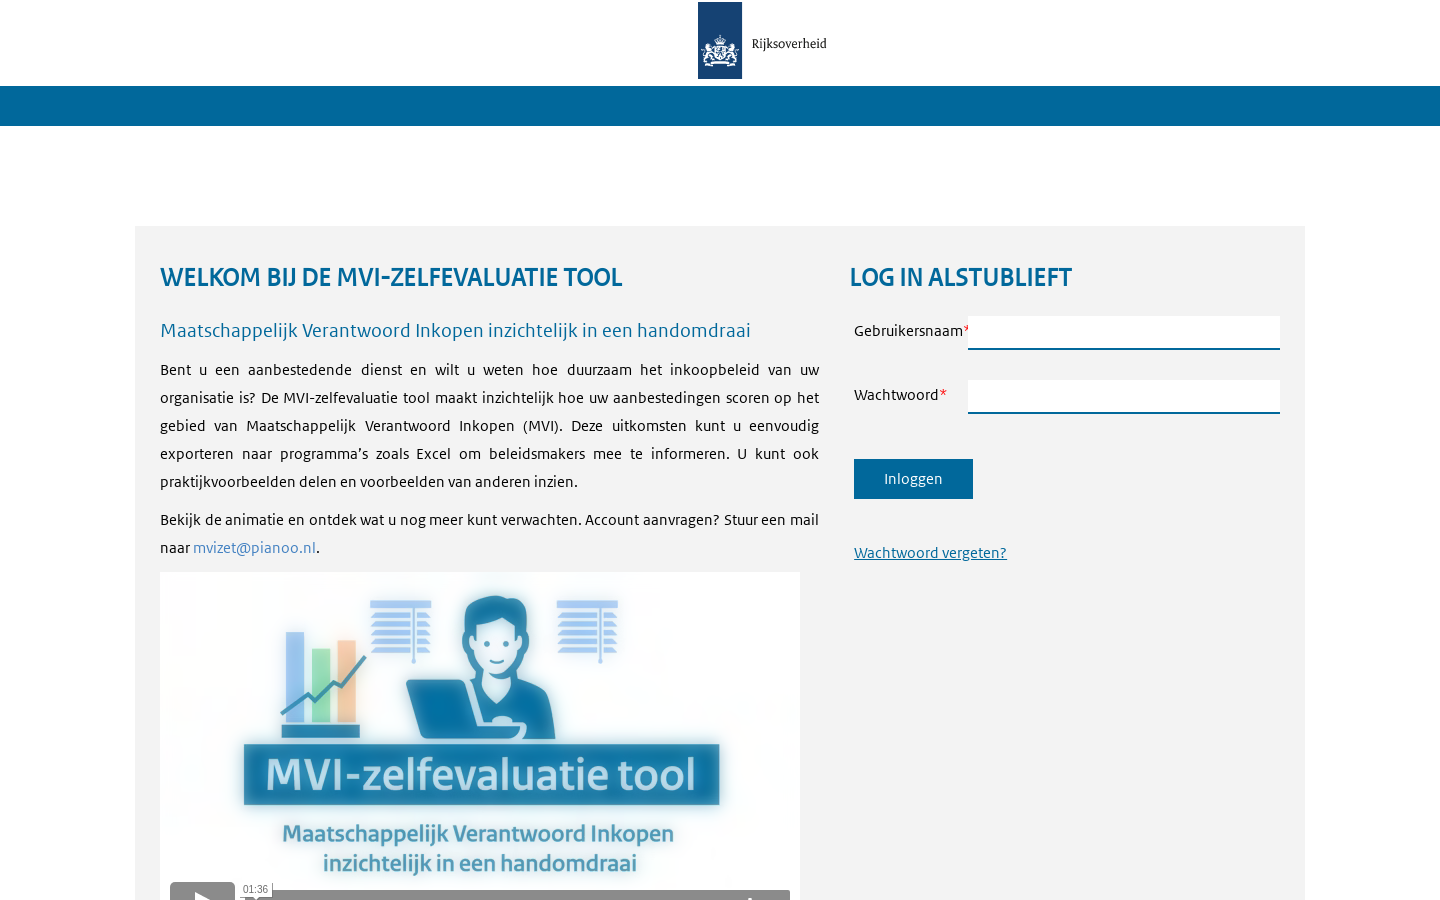 Rijksoverheid
WELKOM BIJ DE MVI-ZELFEVALUATIE TOOL
Maatschappelijk Verantwoord Inkopen inzichtelijk in een handomdraai
Bent u een aanbestedende dienst en wilt u weten hoe duurzaam het inkoopbeleid van uw
organisatie is? De MVI-zelfevaluatie tool maakt inzichtelijk hoe uw aanbestedingen scoren op het
gebied van Maatschappelijk Verantwoord Inkopen (MVI). Deze uitkomsten kunt u eenvoudig
exporteren naar programma’s zoals Excel om beleidsmakers mee te informeren. U kunt ook
praktijkvoorbeelden delen en voorbeelden van anderen inzien.
Bekijk de animatie en ontdek wat u nog meer kunt verwachten. Account aanvragen? Stuur een mail
naar mvizet@pianoo.nl.
MVI-zelfevaluatie tool
Maatschappelijk Verantwoord Inkopen
inzichtelijk in een handomdraai
01:36
LOG IN ALSTUBLIEFT
Gebruikersnaam*
Wachtwoord*
Inloggen
Wachtwoord vergeten?